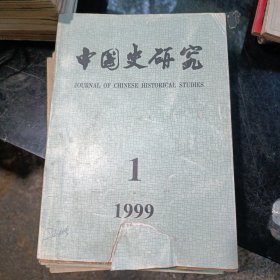 中国史研究
JOURNAL OF CHINESE HISTORICAL STUDIES
1
1999